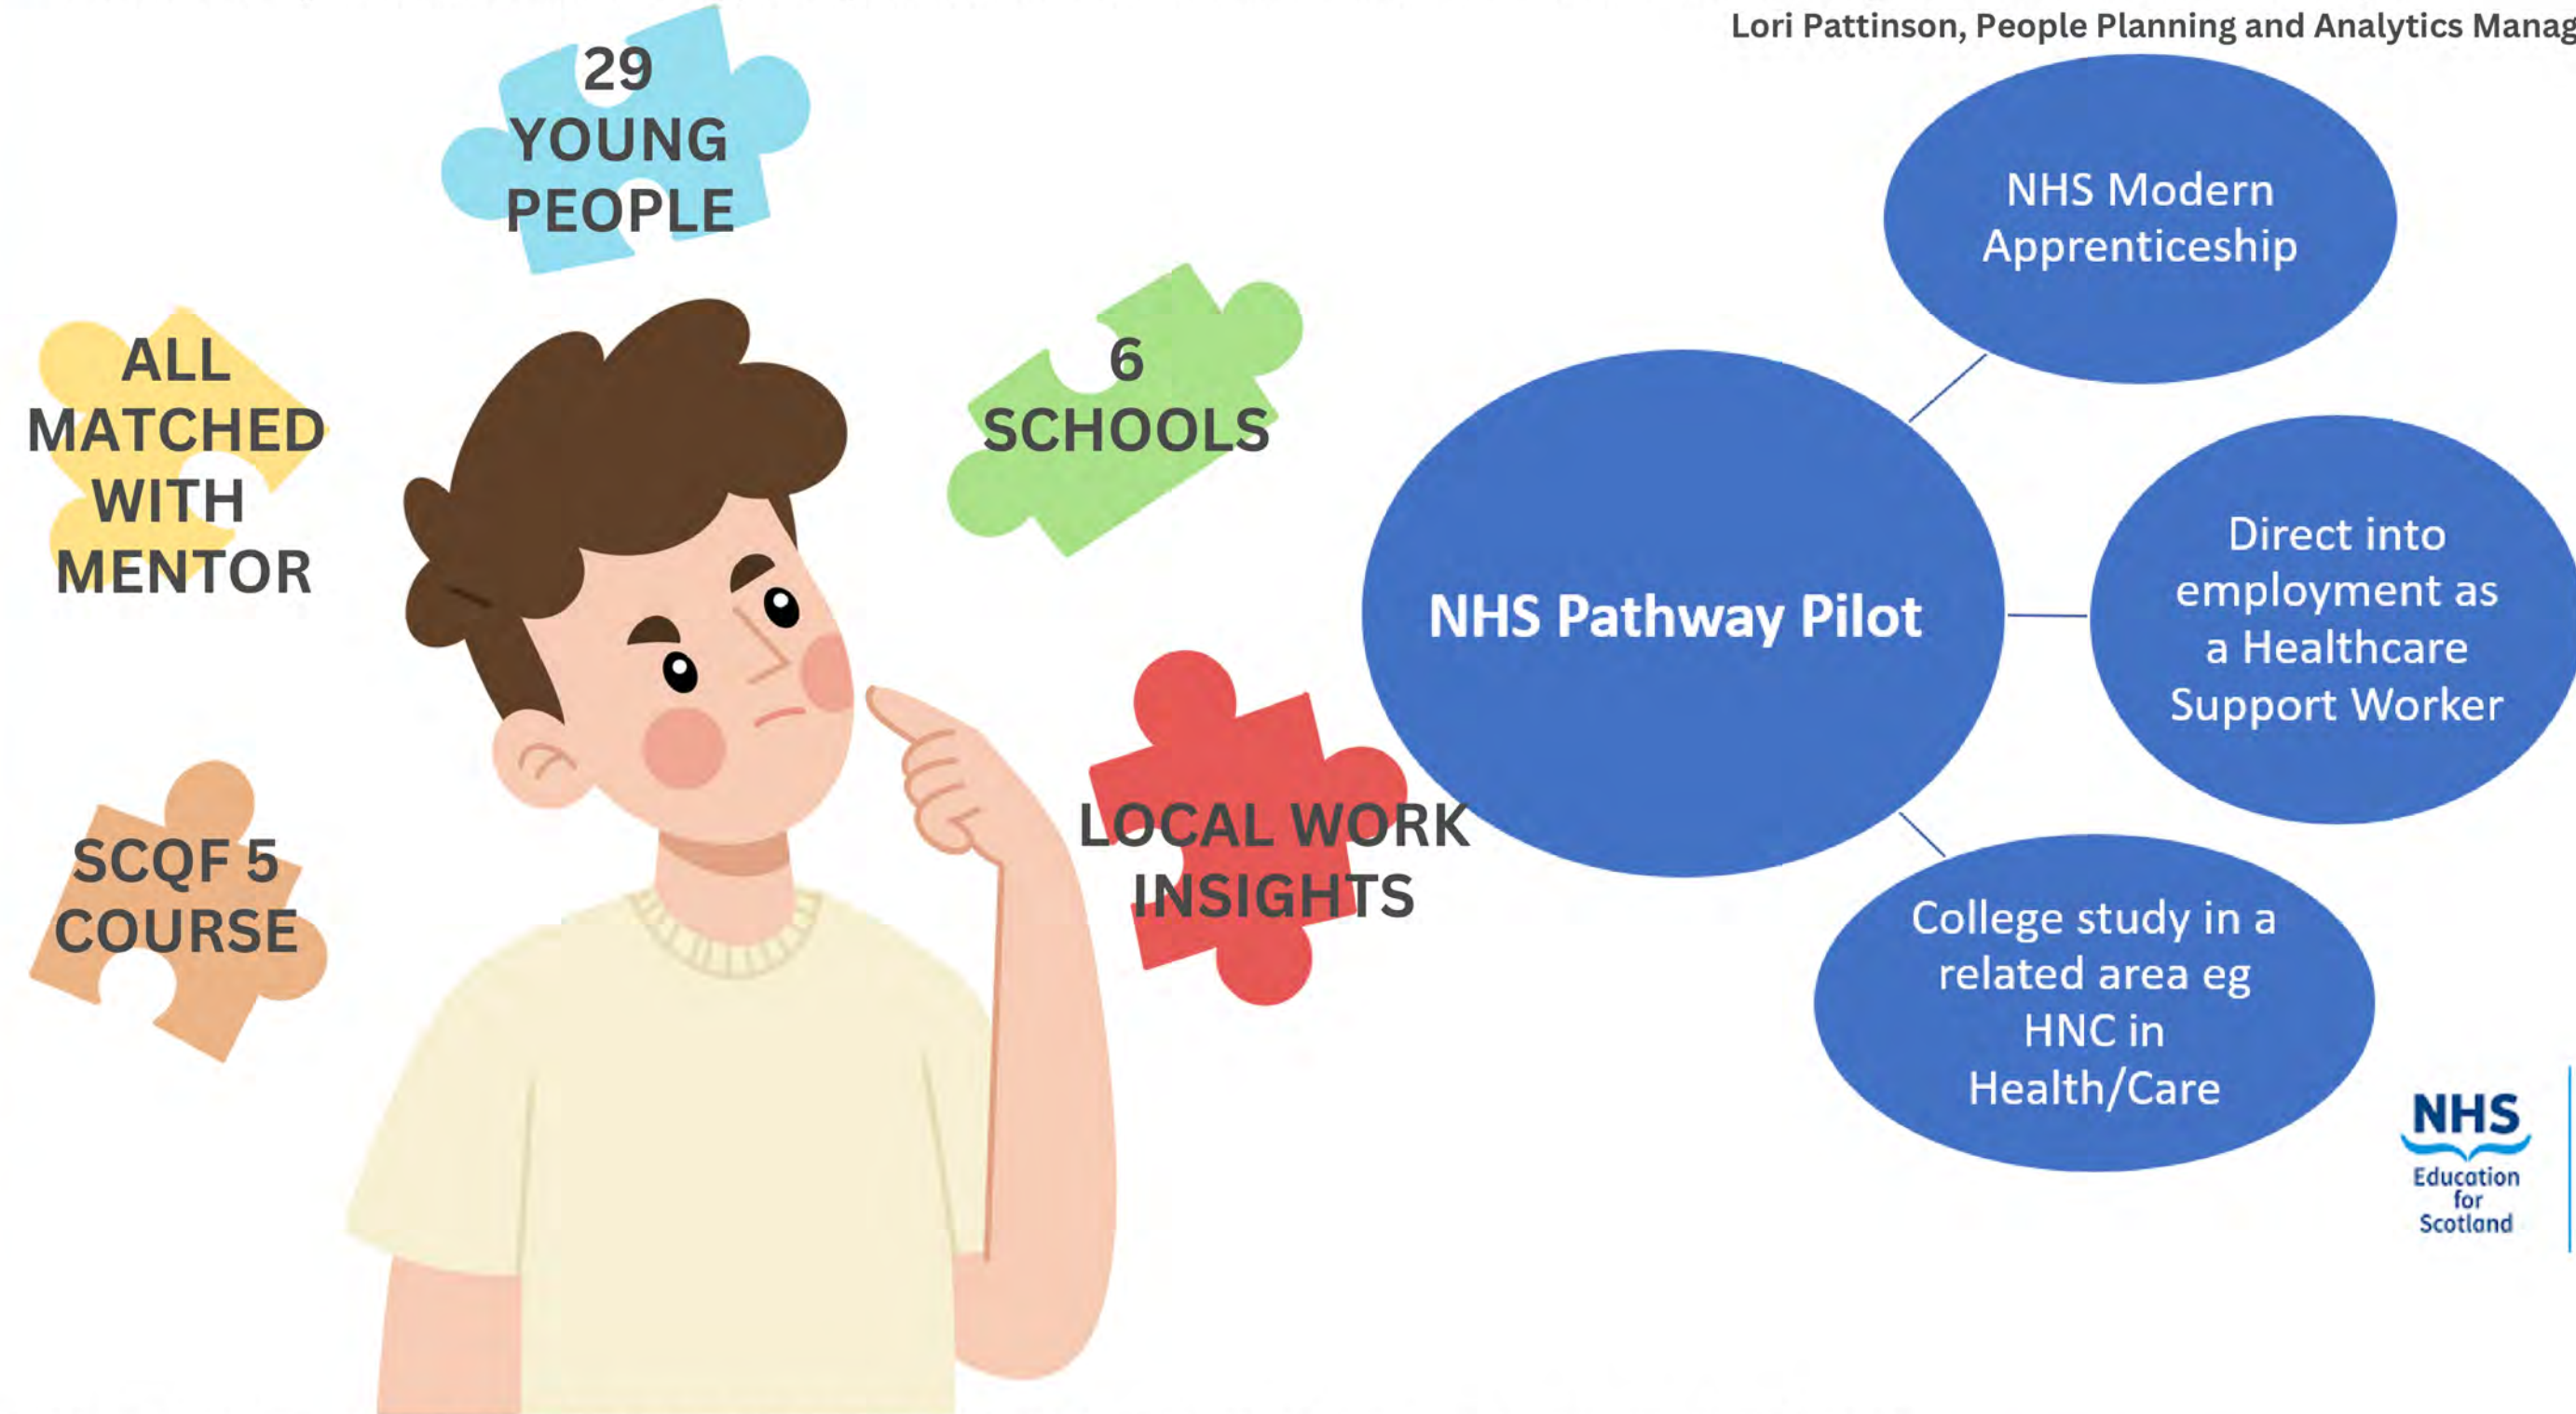 Lori Pattinson, People Planning and Analytics Manag
29
YOUNG
PEOPLE
ALL
MATCHED
WITH
MENTOR
6
SCHOOLS
SCQF 5
COURSE
LOCAL WORK
INSIGHTS
NHS Pathway Pilot
NHS Modern
Apprenticeship
Direct into
employment as
a Healthcare
Support Worker
College study in a
related area eg
HNC in
Health/Care
NHS
Education
for
Scotland